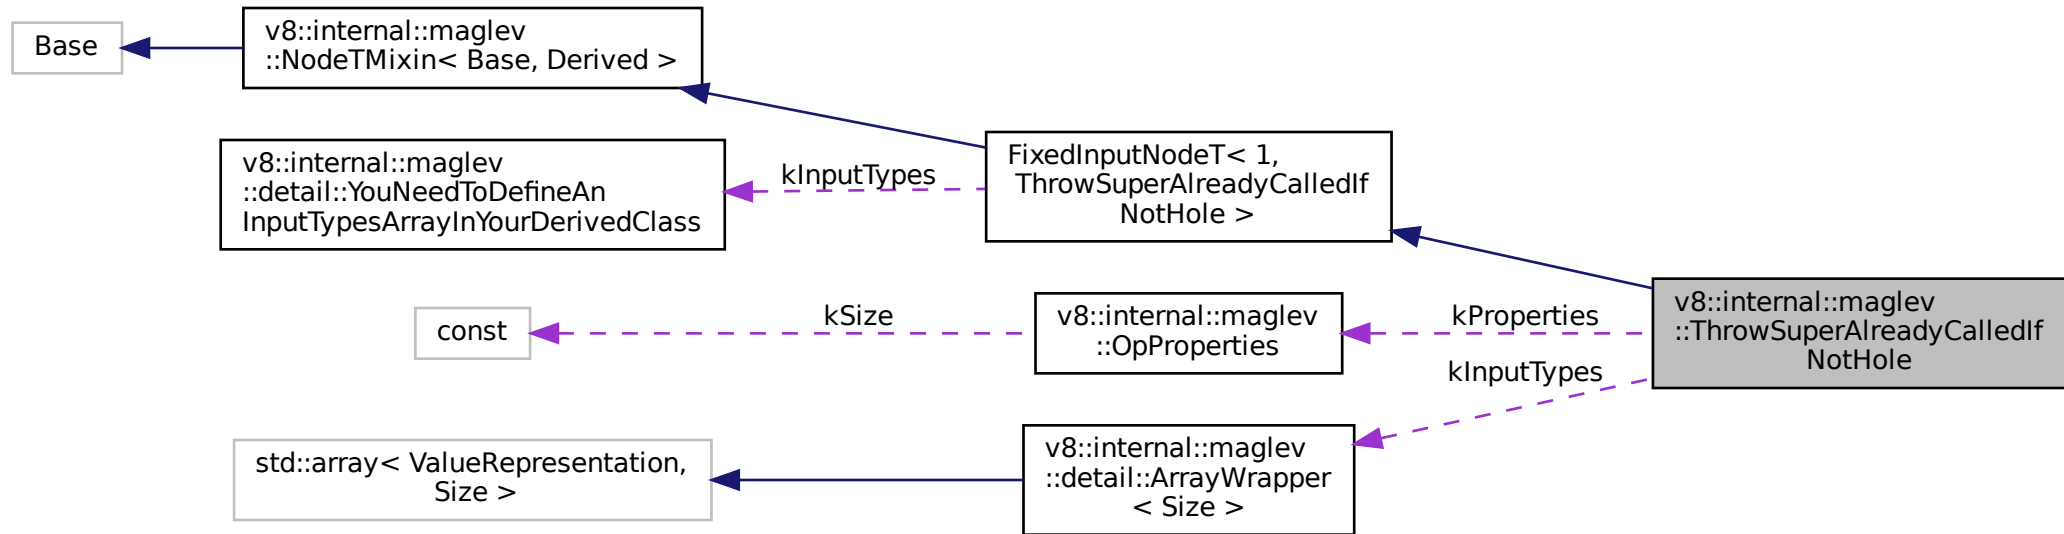 Base
v8::internal::maglev
::NodeTMixin< Base, Derived >
v8::internal::maglev
::detail::YouNeedToDefineAn
InputTypesArrayInYourDerivedClass
kInputTypes
FixedInputNodeT< 1,
ThrowSuperAlreadyCalledIf
NotHole >
const
kSize
v8::internal::maglev
::OpProperties
kProperties
kInputTypes
v8::internal::maglev
::ThrowSuperAlreadyCalledIf
NotHole
std::array< ValueRepresentation,
Size >
v8::internal::maglev
::detail::ArrayWrapper
< Size >